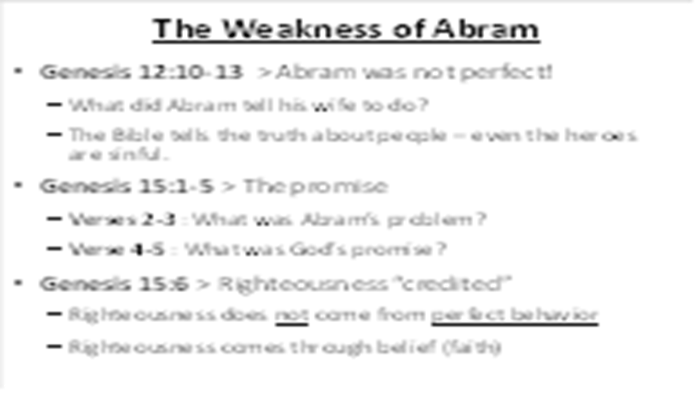 The Weakness of Abram
• Genesis 12:10-13 > Abram was not perfect!
– What did Abram tell his wife to do?
– The Bible tells the truth about people – even the heroes
are sinful.
• Genesis 15:1-5 > The promise
– Verses 2-3 : What was Abram's problem?
– Verse 4-5 : What was God's promise?
• Genesis 15:6 > Righteousness "credited"
– Righteousness does not come from perfect behavior
– Righteousness comes through belief (faith)